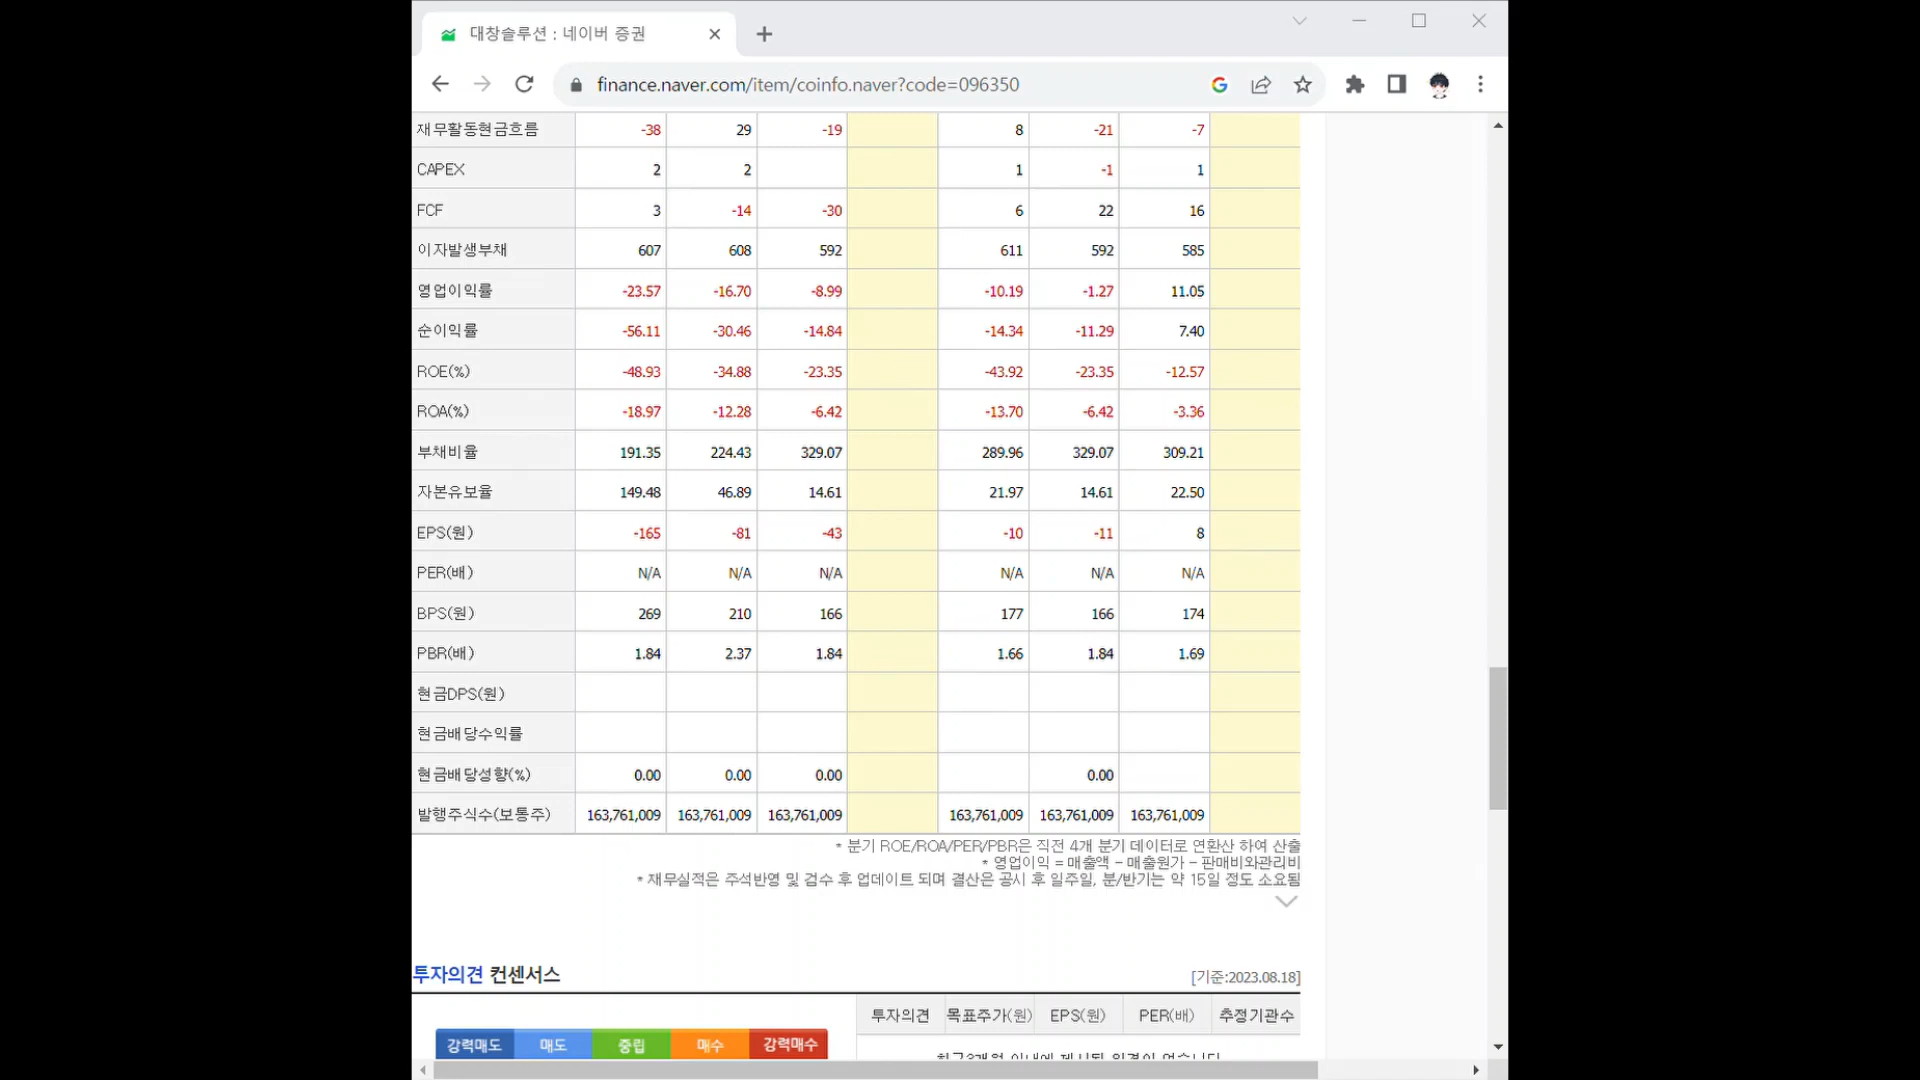 대창솔루션 : 네이버 증권
finance.naver.com/item/coinfo.naver?code=096350
재무활동현금흐름 -38 29 -19 8 -21 -7
CAPEX 2 2 1 -1 1
FCF 3 -14 -30 6 22 16
이자발생부채 607 608 592 611 592 585
영업이익률 -23.57 -16.70 -8.99 -10.19 -1.27 11.05
순이익률 -56.11 -30.46 -14.84 -14.34 -11.29 7.40
ROE(%) -48.93 -34.88 -23.35 -43.92 -23.35 -12.57
ROA(%) -18.97 -12.28 -6.42 -13.70 -6.42 -3.36
부채비율 191.35 224.43 329.07 289.96 329.07 309.21
자본유보율 149.48 46.89 14.61 21.97 14.61 22.50
EPS(원) -165 -81 -43 -10 -11 8
PER(배) N/A N/A N/A N/A N/A N/A
BPS(원) 269 210 166 177 166 174
PBR(배) 1.84 2.37 1.84 1.66 1.84 1.69
현금DPS(원)
현금배당수익률
현금배당성향(%) 0.00 0.00 0.00 0.00
발행주식수(보통주) 163,761,009 163,761,009 163,761,009 163,761,009 163,761,009 163,761,009
* 분기 ROE/ROA/PER/PBR은 직전 4개 분기 데이터로 연환산 하여 산출
* 영업이익 = 매출액 - 매출원가 - 판매비와관리비
* 재무실적은 주석반영 및 검수 후 업데이트 되며 결산은 공시 후 일주일, 분/반기는 약 15일 정도 소요됨
투자의견 컨센서스 [기준:2023.08.18]
투자의견 목표주가(원) EPS(원) PER(배) 추정기관수
강력매도 매도 중립 매수 강력매수